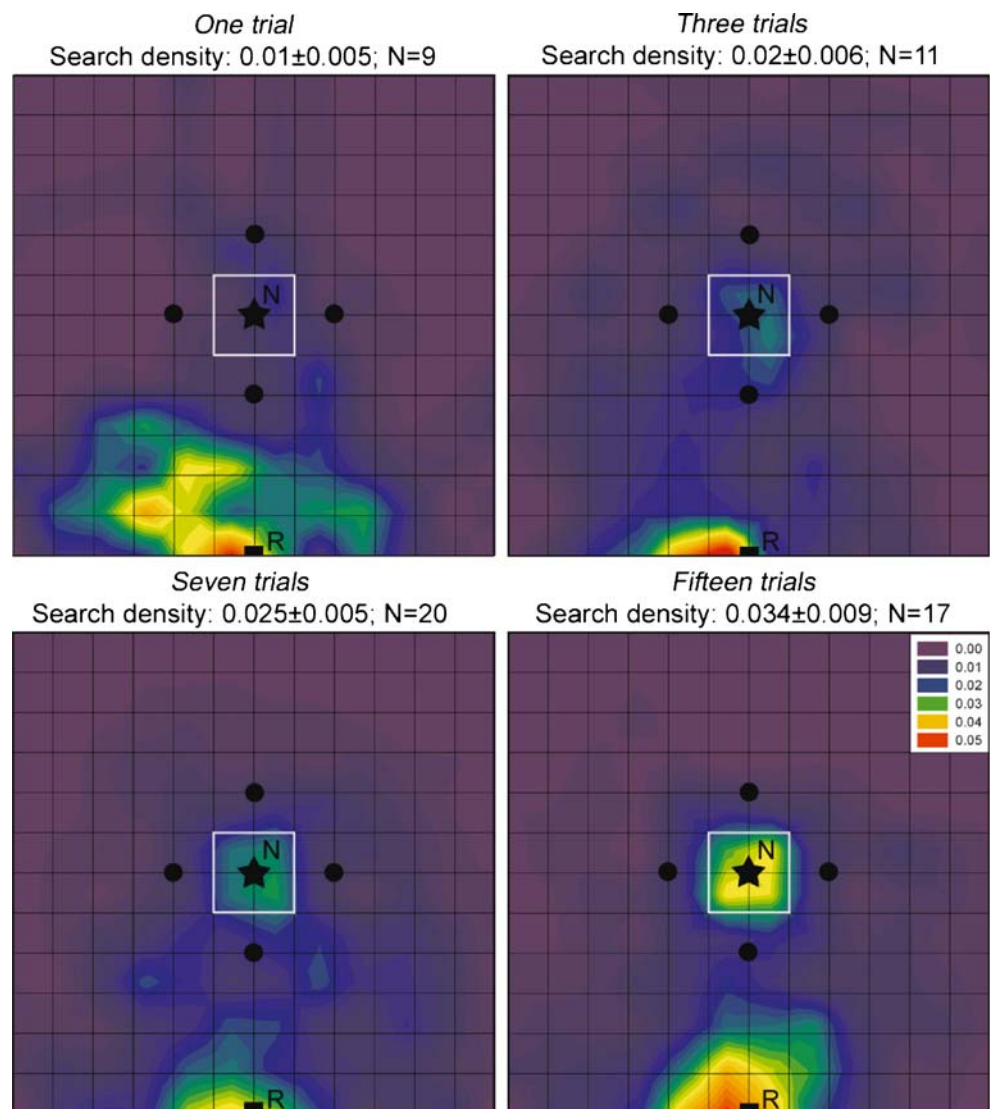 One trial
Search density: 0.01±0.005; N=9
Three trials
Search density: 0.02±0.006; N=11
N
R
N
R
Seven trials
Search density: 0.025±0.005; N=20
Fifteen trials
Search density: 0.034±0.009; N=17
0.00
0.01
0.02
0.03
0.04
0.05
N
R
N
R